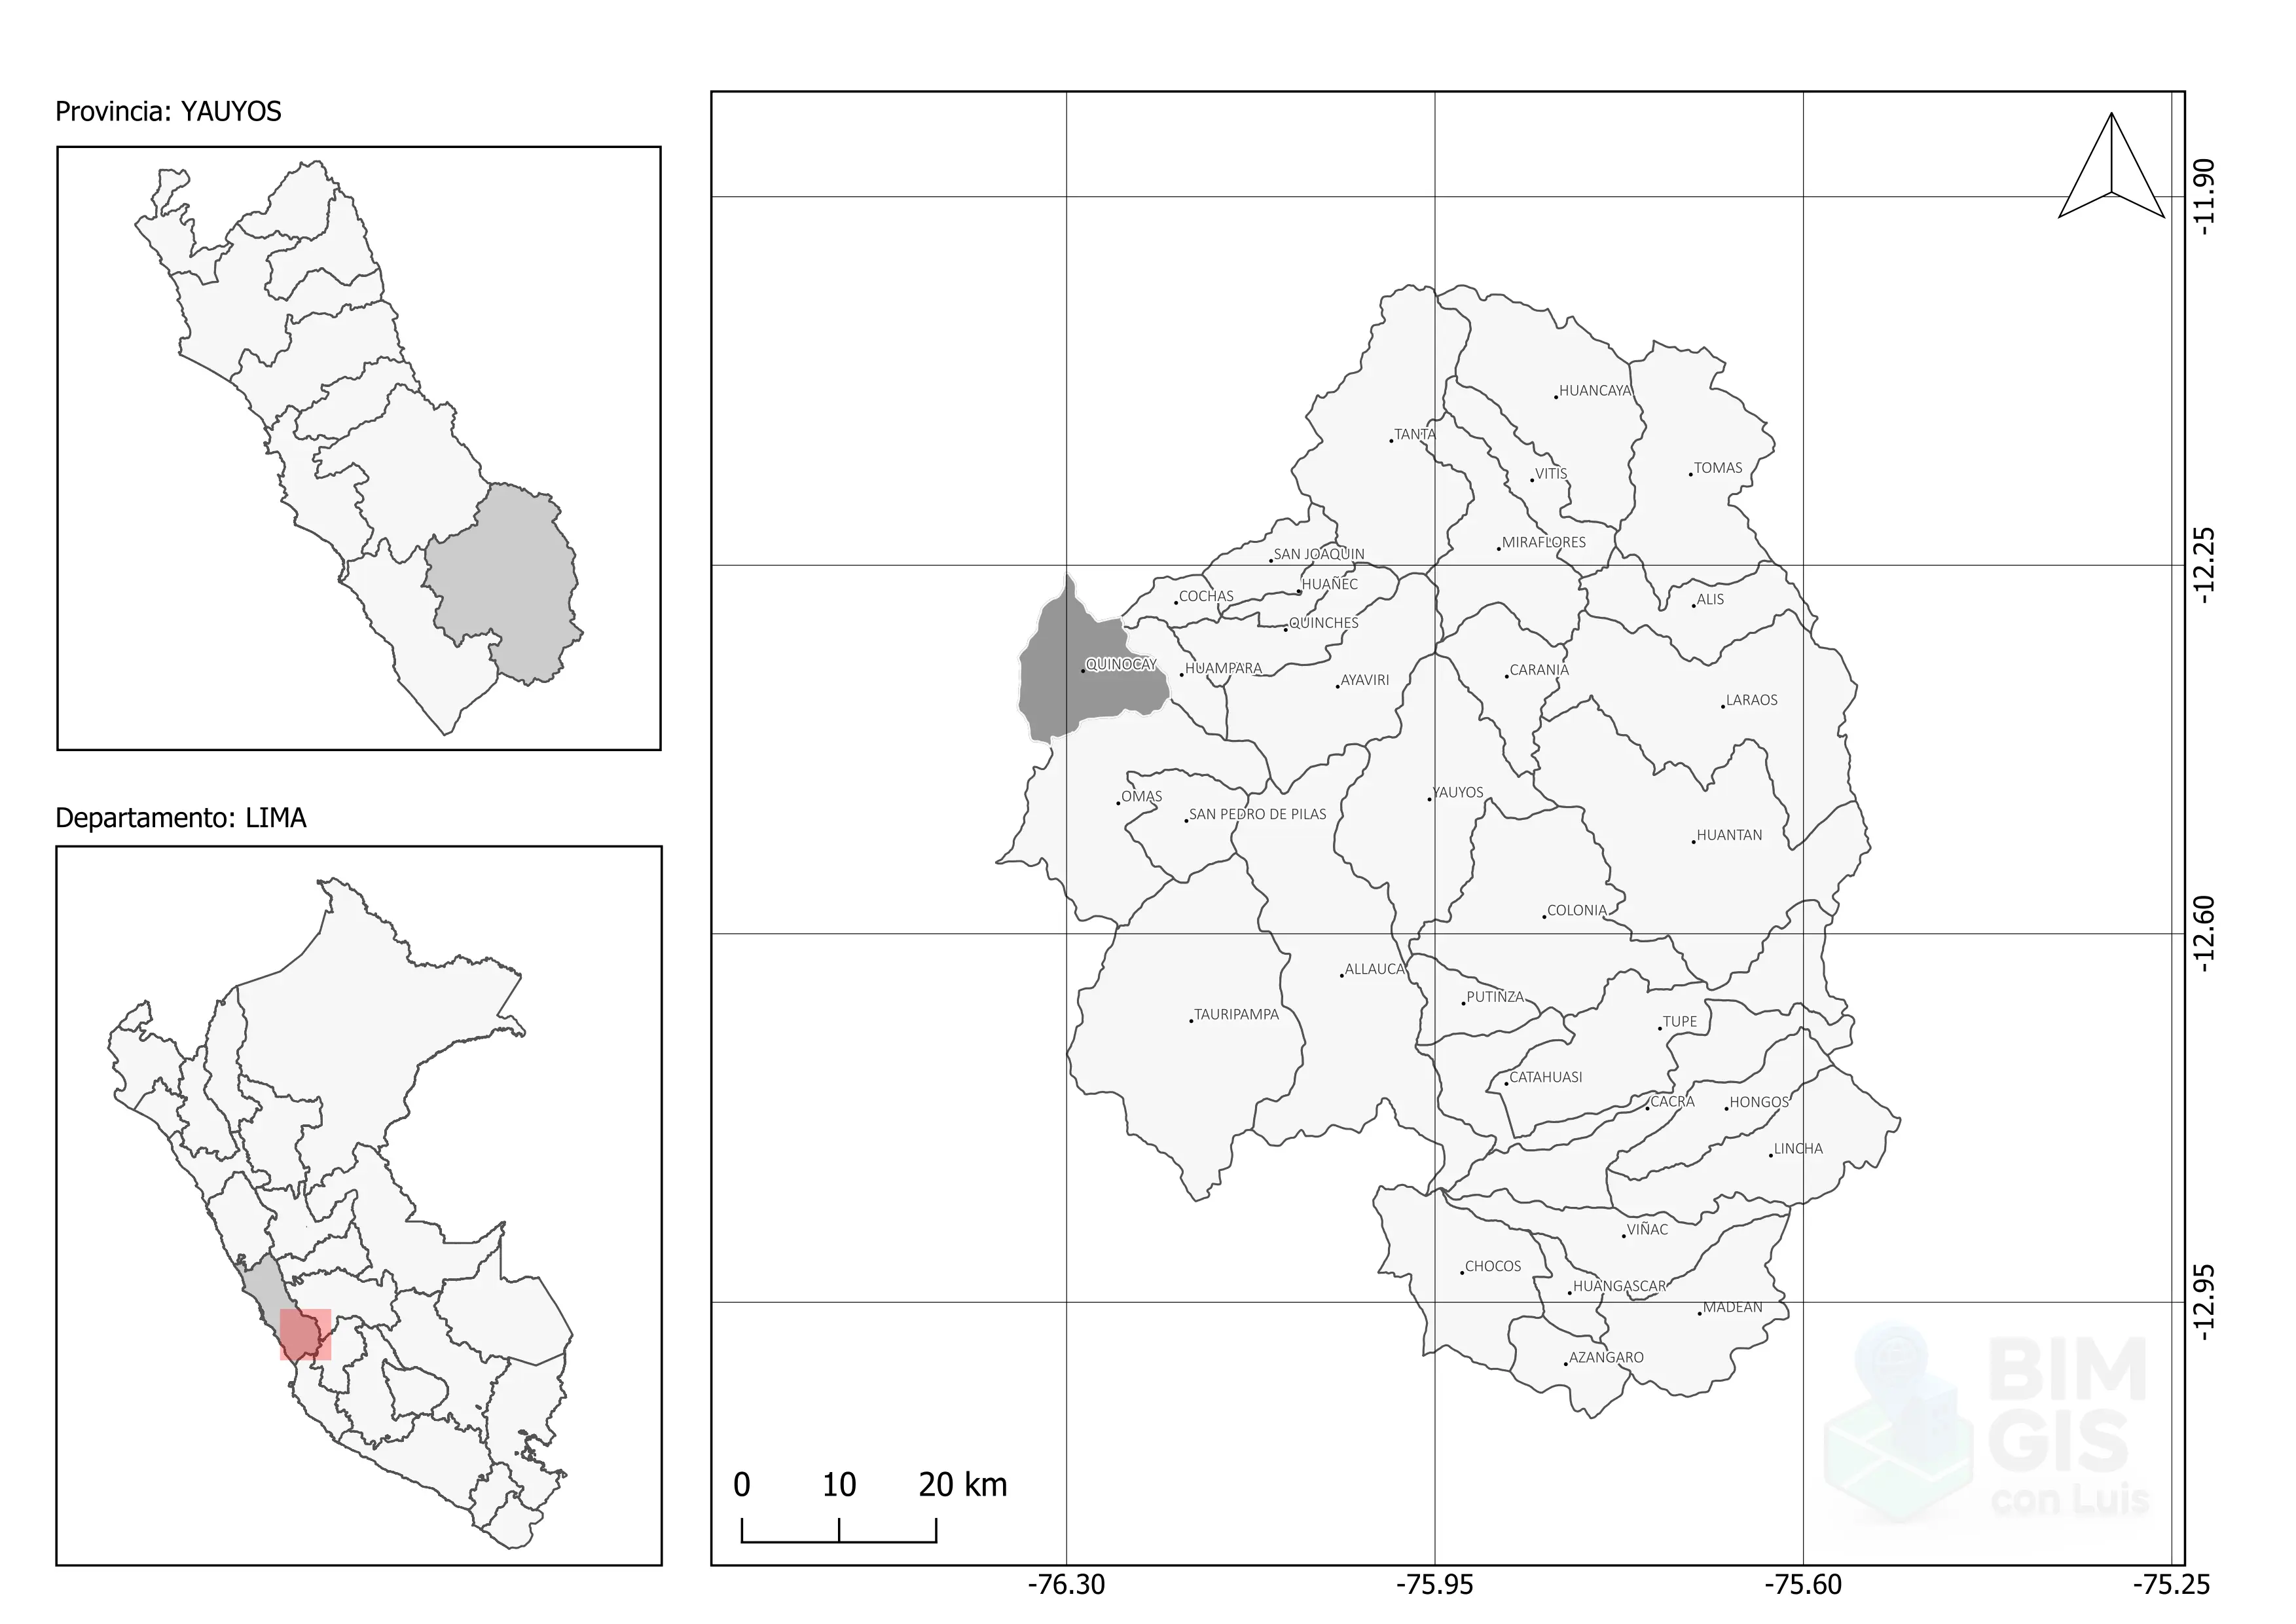 Provincia: YAUYOS
Departamento: LIMA
HUANCAYA
TANTA
TOMAS
VITIS
MIRAFLORES
SAN JOAQUIN
HUAÑEC
COCHAS
ALIS
QUINCHES
QUINOCAY
HUAMPARA
CARANIA
AYAVIRI
LARAOS
YAUYOS
OMAS
SAN PEDRO DE PILAS
HUANTAN
COLONIA
ALLAUCA
PUTINZA
TAURIPAMPA
TUPE
CATAHUASI
CACRA
HONGOS
LINCHA
VIÑAC
CHOCOS
HUANGASCAR
MADEAN
AZANGARO
-11.90
-12.25
-12.60
-12.95
BIM
GIS
con Luis
0 10 20 km
-76.30 -75.95 -75.60 -75.25